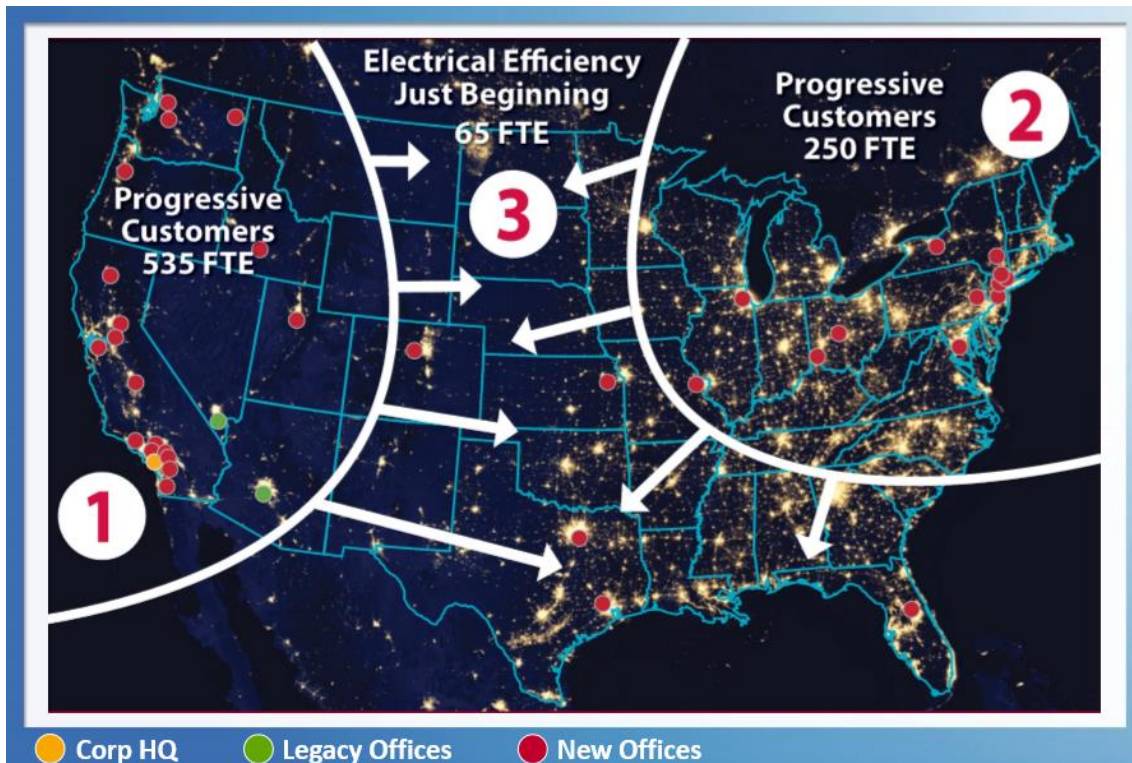 Electrical Efficiency
Just Beginning
65 FTE
3
Progressive
Customers
250 FTE
2
Progressive
Customers
535 FTE
1
Corp HQ
Legacy Offices
New Offices